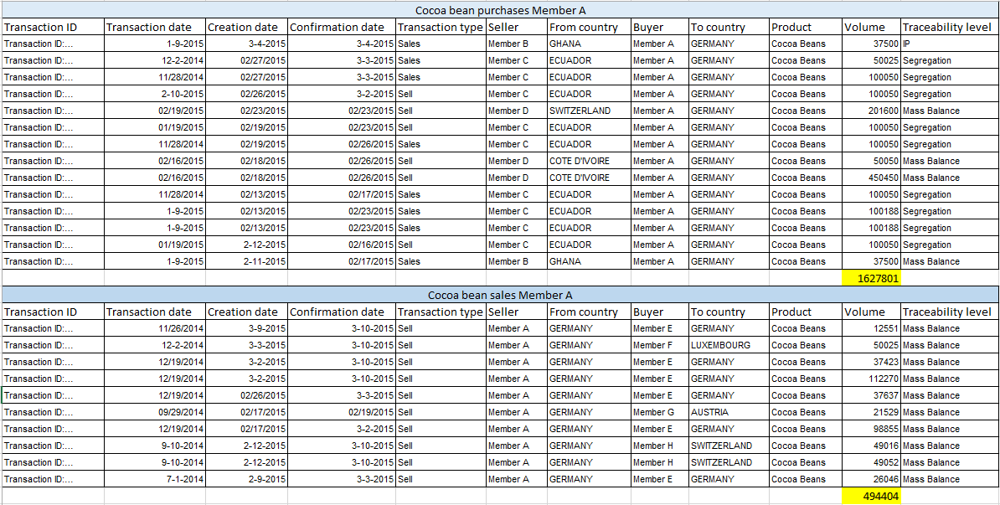 Cocoa bean purchases Member A
Transaction ID Transaction date Creation date Confirmation date Transaction type Seller From country Buyer To country Product Volume Traceability level
Transaction ID:... 1-9-2015 3-4-2015 3-4-2015 Sales Member B GHANA Member A GERMANY Cocoa Beans 37500 IP
Transaction ID:... 12-2-2014 02/27/2015 3-3-2015 Sales Member C ECUADOR Member A GERMANY Cocoa Beans 50025 Segregation
Transaction ID:... 11/28/2014 02/27/2015 3-3-2015 Sales Member C ECUADOR Member A GERMANY Cocoa Beans 100050 Segregation
Transaction ID:... 2-10-2015 02/26/2015 3-2-2015 Sell Member C ECUADOR Member A GERMANY Cocoa Beans 100050 Segregation
Transaction ID:... 02/19/2015 02/23/2015 02/23/2015 Sell Member D SWITZERLAND Member A GERMANY Cocoa Beans 201600 Mass Balance
Transaction ID:... 01/19/2015 02/19/2015 02/23/2015 Sell Member C ECUADOR Member A GERMANY Cocoa Beans 100050 Segregation
Transaction ID:... 11/28/2014 02/19/2015 02/26/2015 Sales Member C ECUADOR Member A GERMANY Cocoa Beans 100050 Segregation
Transaction ID:... 02/16/2015 02/18/2015 02/26/2015 Sell Member D COTE D'IVOIRE Member A GERMANY Cocoa Beans 50050 Mass Balance
Transaction ID:... 02/16/2015 02/18/2015 02/26/2015 Sell Member D COTE D'IVOIRE Member A GERMANY Cocoa Beans 450450 Mass Balance
Transaction ID:... 11/28/2014 02/13/2015 02/17/2015 Sales Member C ECUADOR Member A GERMANY Cocoa Beans 100050 Segregation
Transaction ID:... 1-9-2015 02/13/2015 02/23/2015 Sales Member C ECUADOR Member A GERMANY Cocoa Beans 100188 Segregation
Transaction ID:... 1-9-2015 02/13/2015 02/23/2015 Sales Member C ECUADOR Member A GERMANY Cocoa Beans 100188 Segregation
Transaction ID:... 01/19/2015 2-12-2015 02/16/2015 Sell Member C ECUADOR Member A GERMANY Cocoa Beans 100050 Segregation
Transaction ID:... 1-9-2015 2-11-2015 02/17/2015 Sales Member B GHANA Member A GERMANY Cocoa Beans 37500 Mass Balance
1627801
Cocoa bean sales Member A
Transaction ID Transaction date Creation date Confirmation date Transaction type Seller From country Buyer To country Product Volume Traceability level
Transaction ID:... 11/26/2014 3-9-2015 3-10-2015 Sell Member A GERMANY Member E GERMANY Cocoa Beans 12551 Mass Balance
Transaction ID:... 12-2-2014 3-3-2015 3-10-2015 Sell Member A GERMANY Member F LUXEMBOURG Cocoa Beans 50025 Mass Balance
Transaction ID:... 12/19/2014 3-2-2015 3-10-2015 Sell Member A GERMANY Member E GERMANY Cocoa Beans 37423 Mass Balance
Transaction ID:... 12/19/2014 3-2-2015 3-10-2015 Sell Member A GERMANY Member E GERMANY Cocoa Beans 112270 Mass Balance
Transaction ID:... 12/19/2014 02/26/2015 3-3-2015 Sell Member A GERMANY Member E GERMANY Cocoa Beans 37637 Mass Balance
Transaction ID:... 09/29/2014 02/17/2015 02/19/2015 Sell Member A GERMANY Member G AUSTRIA Cocoa Beans 21529 Mass Balance
Transaction ID:... 12/19/2014 02/17/2015 3-2-2015 Sell Member A GERMANY Member E GERMANY Cocoa Beans 98855 Mass Balance
Transaction ID:... 9-10-2014 2-12-2015 3-10-2015 Sell Member A GERMANY Member H SWITZERLAND Cocoa Beans 49016 Mass Balance
Transaction ID:... 9-10-2014 2-12-2015 3-10-2015 Sell Member A GERMANY Member H SWITZERLAND Cocoa Beans 49052 Mass Balance
Transaction ID:... 7-1-2014 2-9-2015 3-3-2015 Sell Member A GERMANY Member E GERMANY Cocoa Beans 26046 Mass Balance
494404